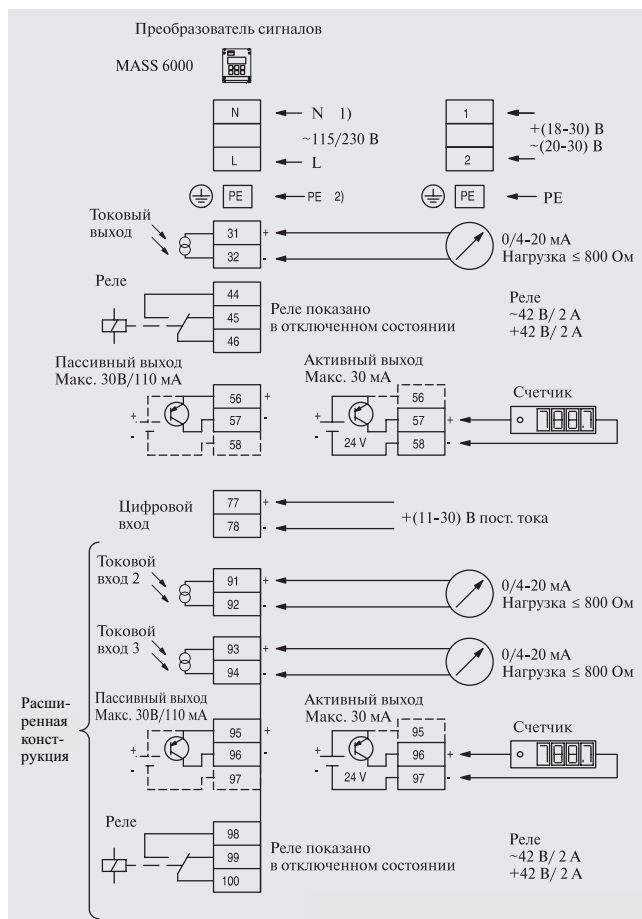 Преобразователь сигналов
MASS 6000
N
N 1)
~115/230 В
L
L
1
2
+(18-30) В
~(20-30) В
PE
PE 2)
PE
PE
Токовый
выход
31
32
+
-
0/4-20 мА
Нагрузка ≤ 800 Ом
Реле
44
45
46
Реле показано
в отключенном состоянии
Реле
~42 В/ 2 А
+42 В/ 2 А
Пассивный выход
Макс. 30В/110 мА
+
-
56
57
58
+
-
Активный выход
Макс. 30 мА
+
-
24 V
56
57
58
+
-
Счетчик
Цифровой
вход
77
78
+
-
+(11-30) В пост. тока
Токовой
вход 2
91
92
+
-
0/4-20 мА
Нагрузка ≤ 800 Ом
Токовой
вход 3
93
94
+
-
0/4-20 мА
Нагрузка ≤ 800 Ом
Расши-
ренная
конст-
рукция
Пассивный выход
Макс. 30В/110 мА
+
-
95
96
97
+
-
Активный выход
Макс. 30 мА
+
-
24 V
95
96
97
+
-
Счетчик
Реле
98
99
100
Реле показано
в отключенном состоянии
Реле
~42 В/ 2 А
+42 В/ 2 А